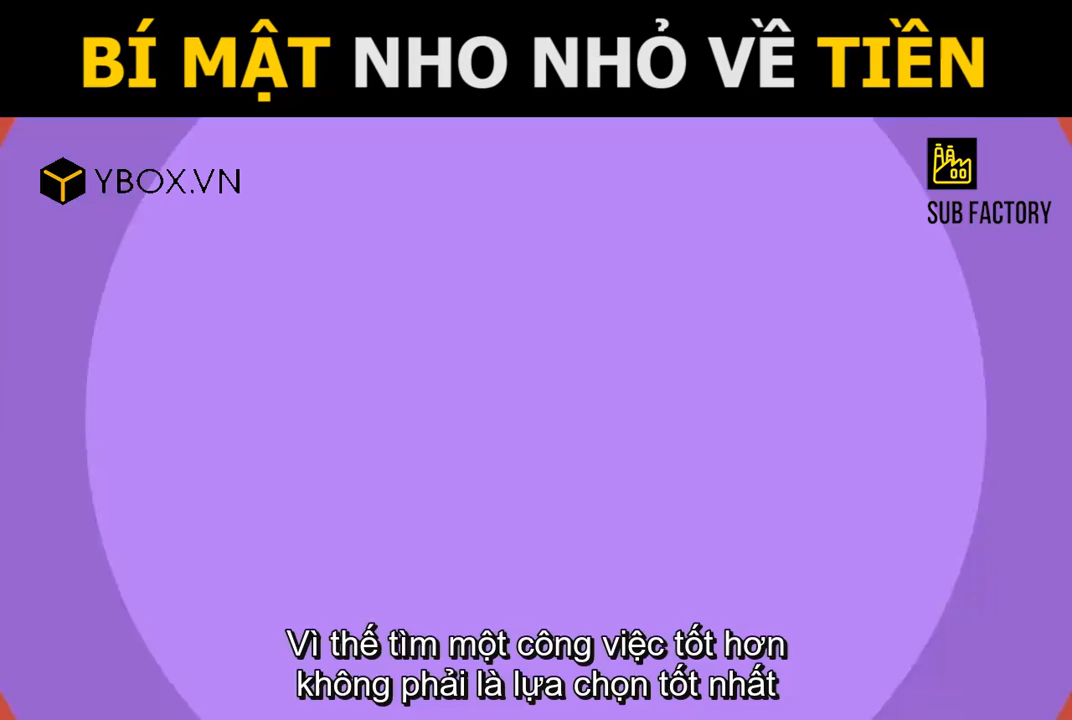 BÍ MẬT NHO NHỎ VỀ TIỀN
YBOX.VN
SUB FACTORY
Vì thế tìm một công việc tốt hơn
không phải là lựa chọn tốt nhất